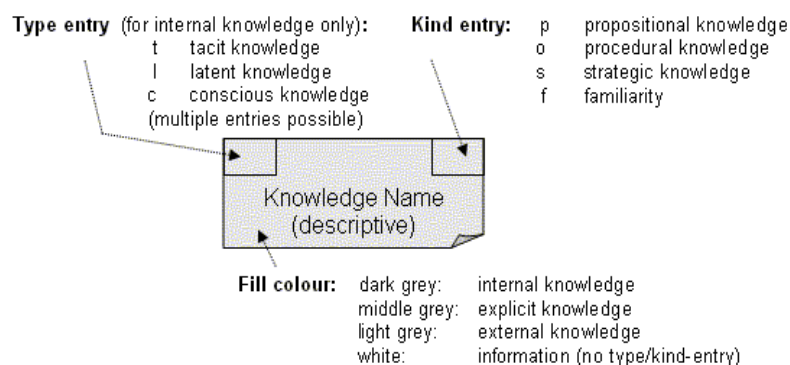 Type entry (for internal knowledge only): Kind entry: p propositional knowledge
t tacit knowledge o procedural knowledge
l latent knowledge s strategic knowledge
c conscious knowledge f familiarity
(multiple entries possible)
Knowledge Name
(descriptive)
Fill colour: dark grey: internal knowledge
middle grey: explicit knowledge
light grey: external knowledge
white: information (no type/kind-entry)